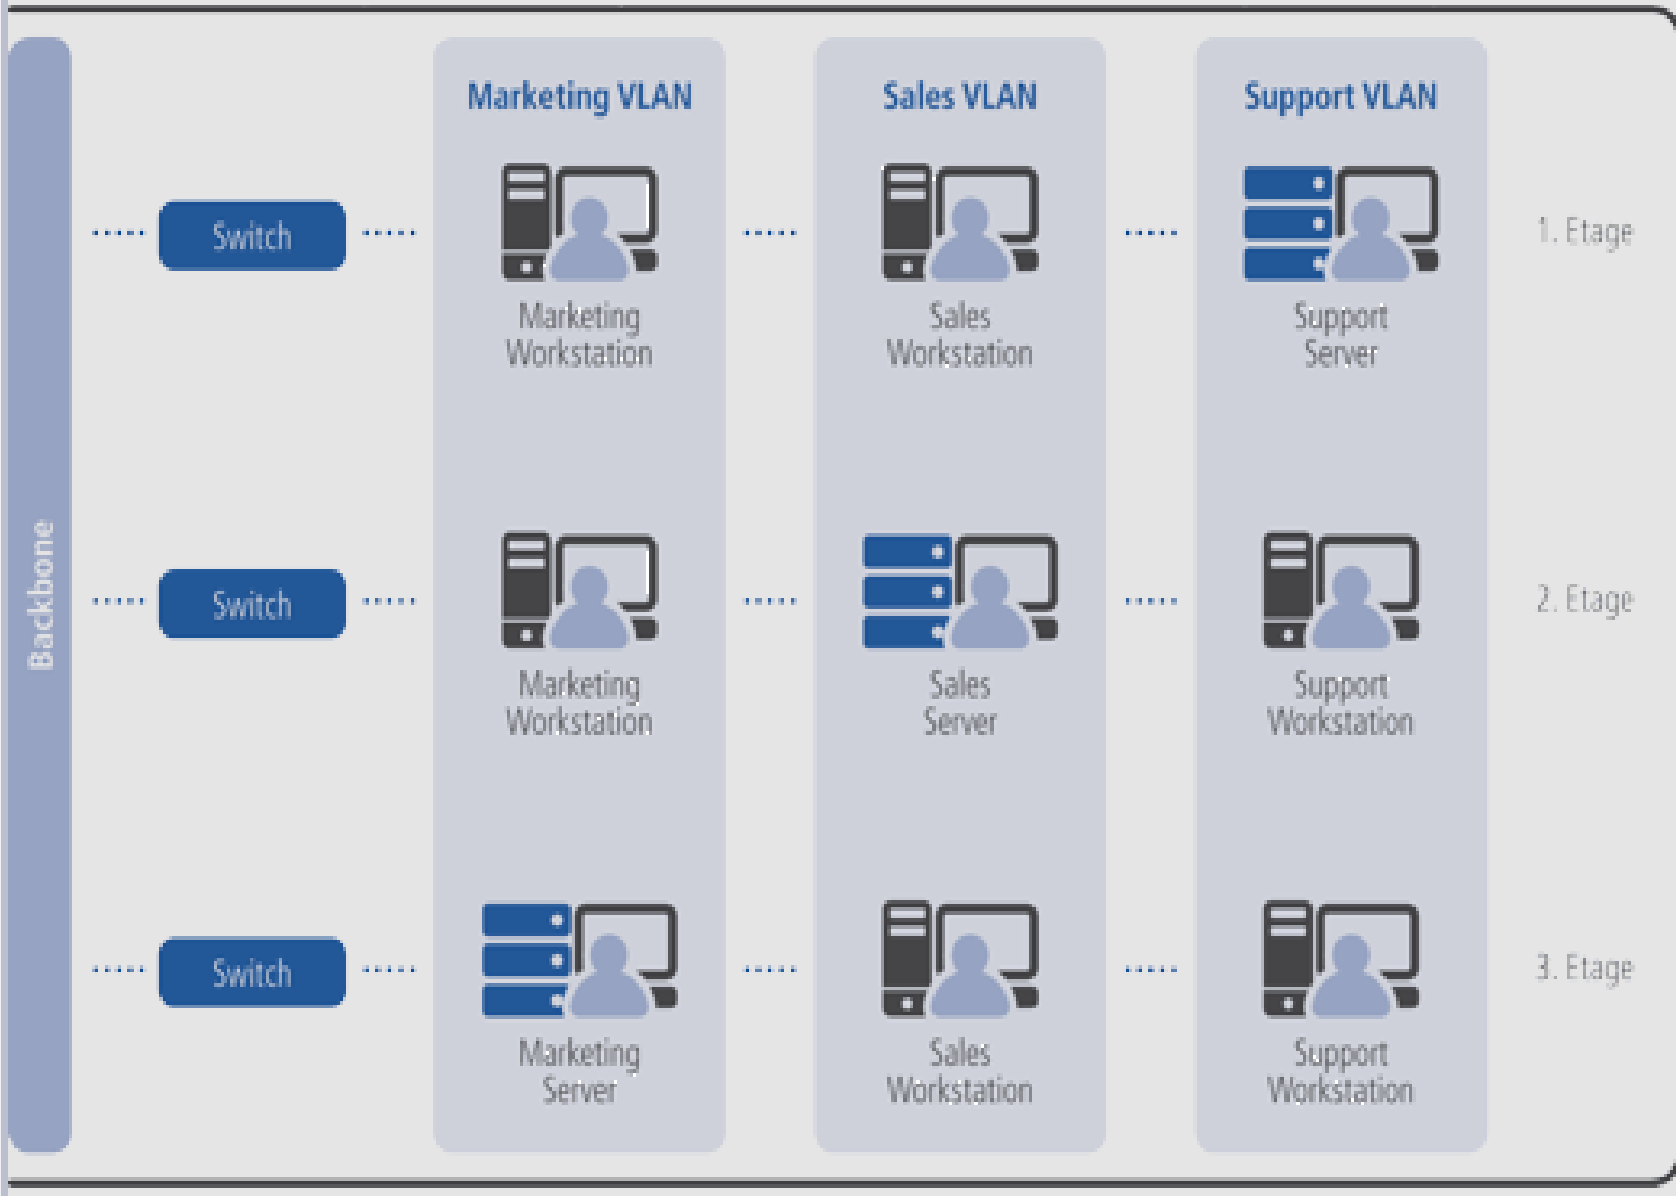 Backbone
Marketing VLAN
Sales VLAN
Support VLAN
Switch
Marketing
Workstation
Sales
Workstation
Support
Server
1. Etage
Switch
Marketing
Workstation
Sales
Server
Support
Workstation
2. Etage
Switch
Marketing
Server
Sales
Workstation
Support
Workstation
3. Etage